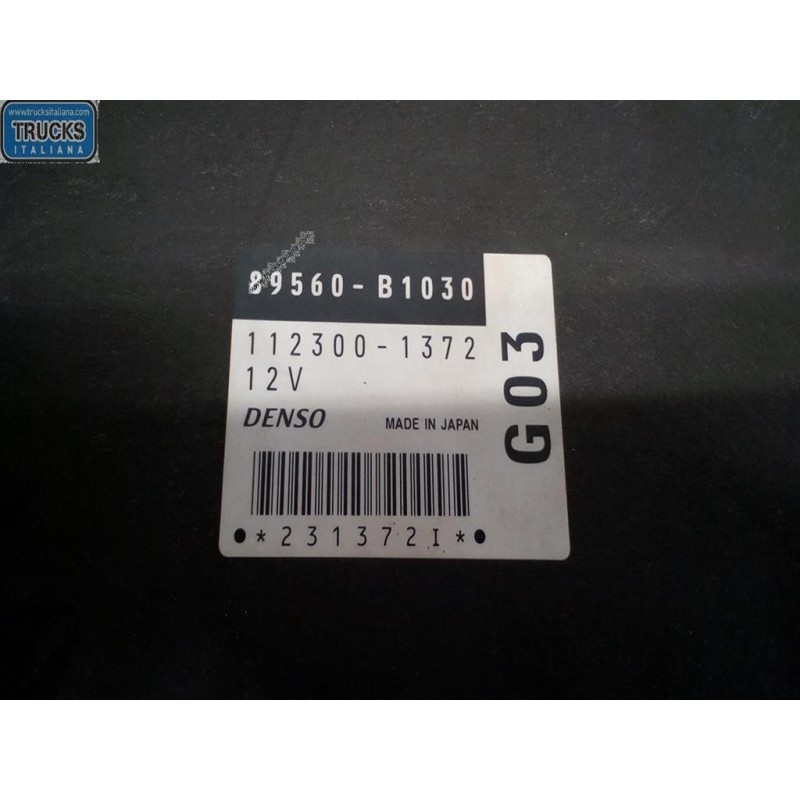 www.trucksitaliana.com
TRUCKS
ITALIANA
89560-B1030
112300-1372
12V
DENSO MADE IN JAPAN
G03
*231372I*